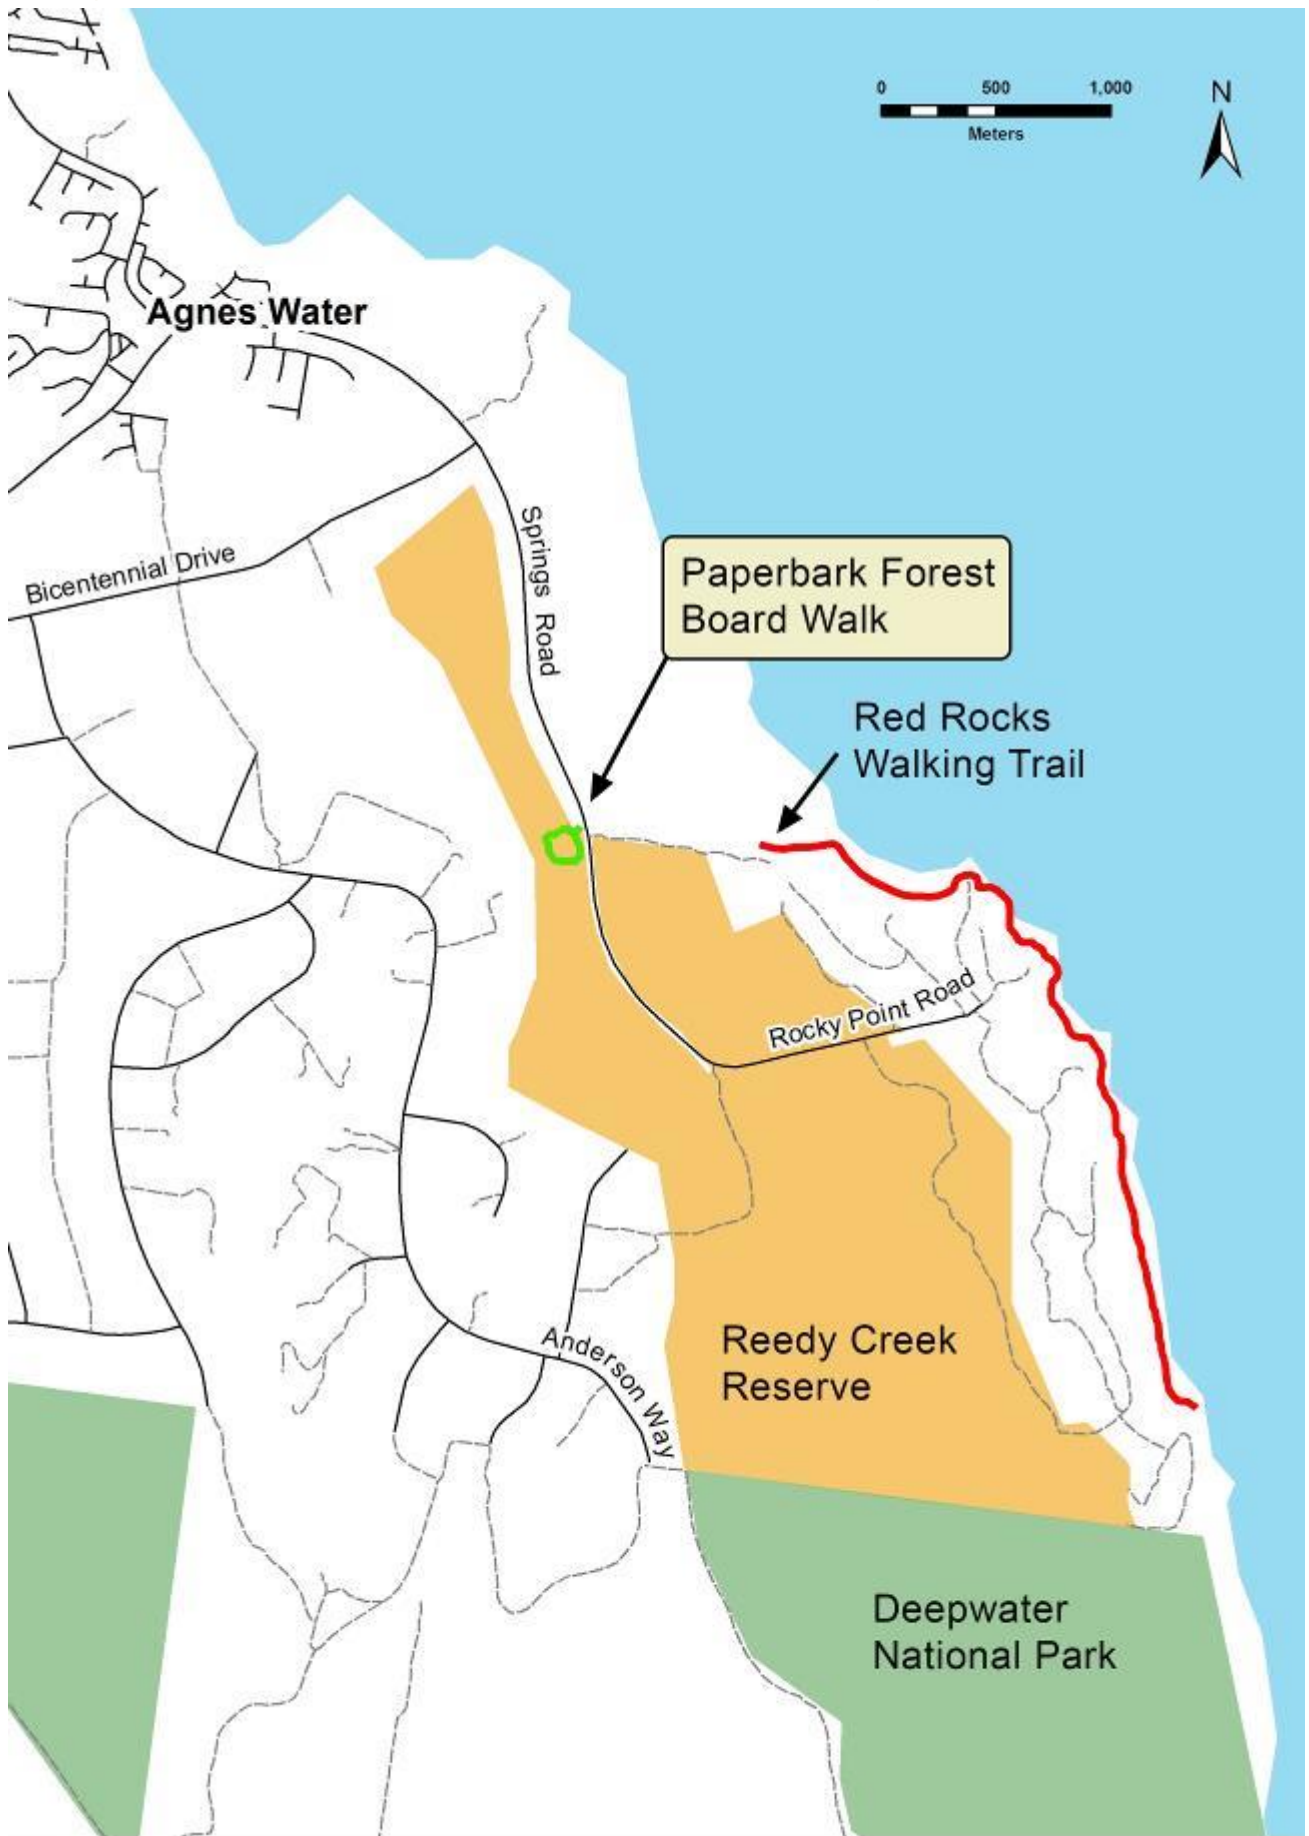 0 500 1,000
Meters
N
Agnes Water
Springs Road
Bicentennial Drive
Paperbark Forest
Board Walk
Red Rocks
Walking Trail
Rocky Point Road
Reedy Creek
Reserve
Anderson Way
Deepwater
National Park